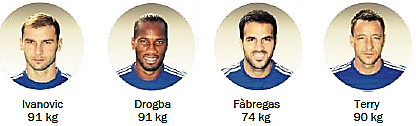 Ivanovic Drogba Fàbregas Terry
91 kg 91 kg 74 kg 90 kg